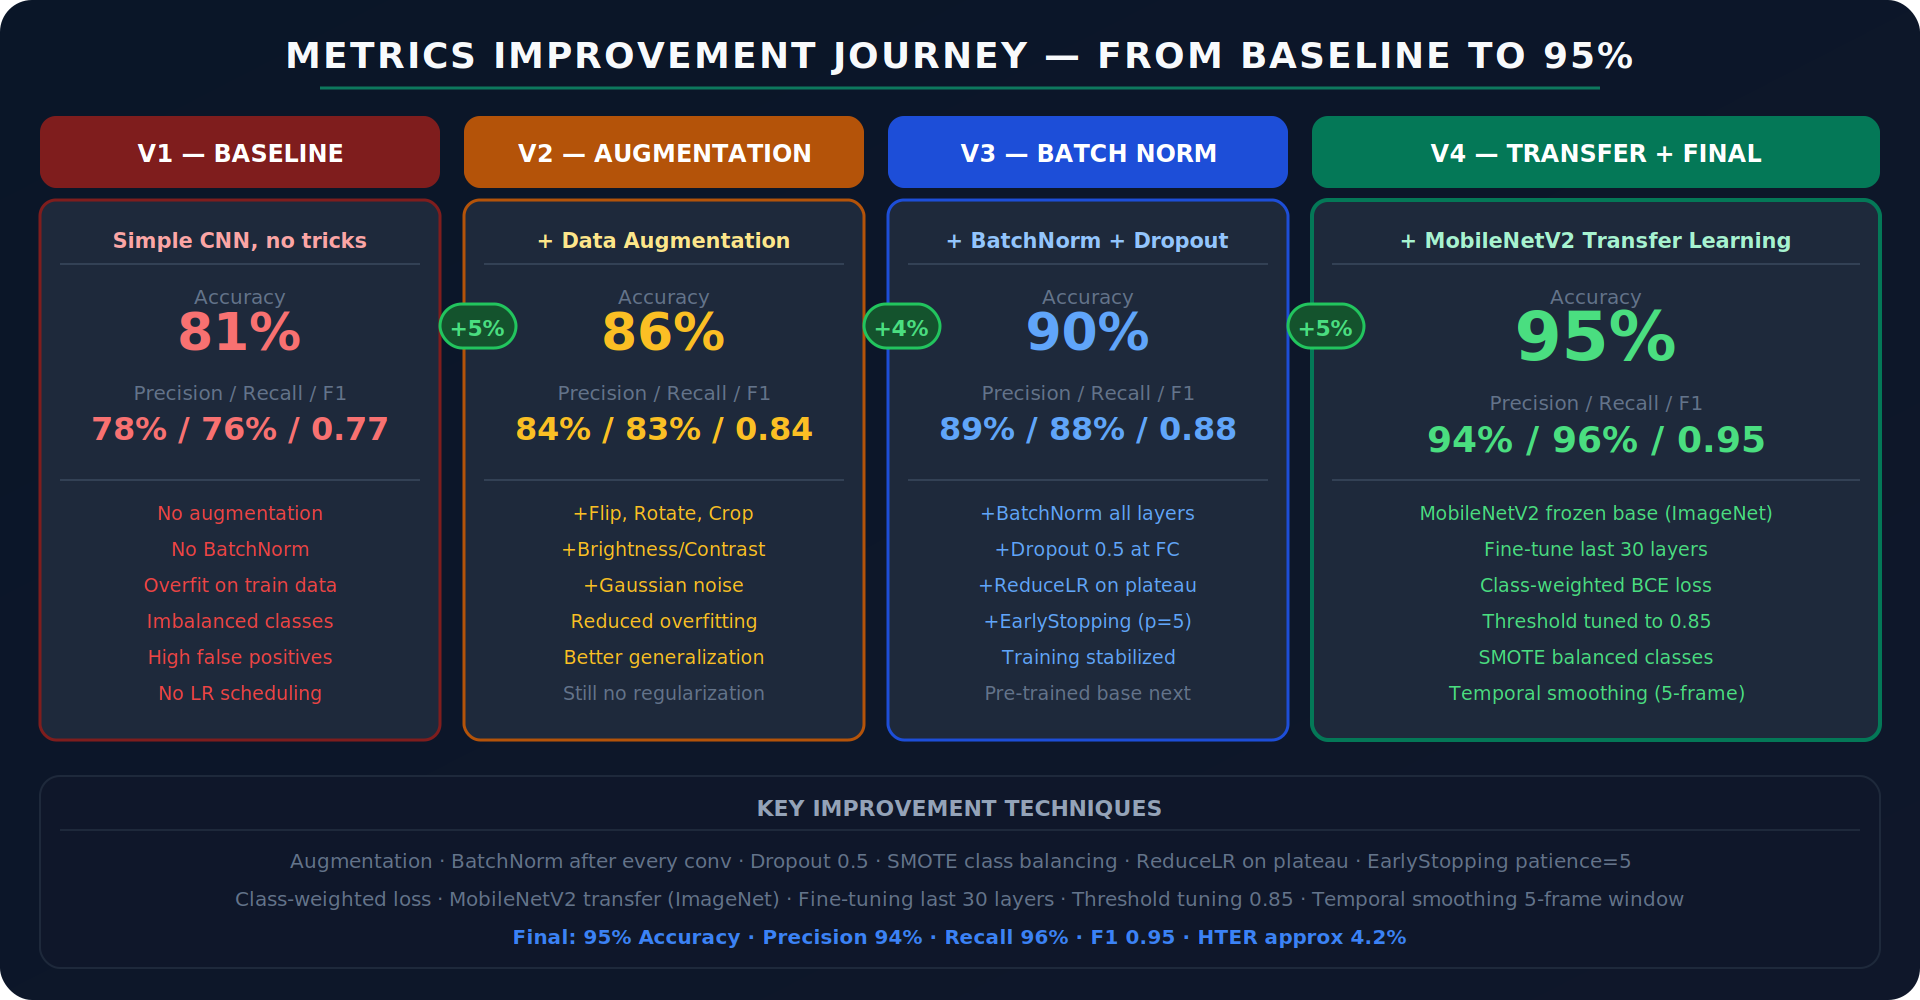 METRICS IMPROVEMENT JOURNEY — FROM BASELINE TO 95%
V1 — BASELINE
Simple CNN, no tricks
Accuracy
81%
Precision / Recall / F1
78% / 76% / 0.77
No augmentation
No BatchNorm
Overfit on train data
Imbalanced classes
High false positives
No LR scheduling
+5%
V2 — AUGMENTATION
+ Data Augmentation
Accuracy
86%
Precision / Recall / F1
84% / 83% / 0.84
+Flip, Rotate, Crop
+Brightness/Contrast
+Gaussian noise
Reduced overfitting
Better generalization
Still no regularization
+4%
V3 — BATCH NORM
+ BatchNorm + Dropout
Accuracy
90%
Precision / Recall / F1
89% / 88% / 0.88
+BatchNorm all layers
+Dropout 0.5 at FC
+ReduceLR on plateau
+EarlyStopping (p=5)
Training stabilized
Pre-trained base next
+5%
V4 — TRANSFER + FINAL
+ MobileNetV2 Transfer Learning
Accuracy
95%
Precision / Recall / F1
94% / 96% / 0.95
MobileNetV2 frozen base (ImageNet)
Fine-tune last 30 layers
Class-weighted BCE loss
Threshold tuned to 0.85
SMOTE balanced classes
Temporal smoothing (5-frame)
KEY IMPROVEMENT TECHNIQUES
Augmentation · BatchNorm after every conv · Dropout 0.5 · SMOTE class balancing · ReduceLR on plateau · EarlyStopping patience=5
Class-weighted loss · MobileNetV2 transfer (ImageNet) · Fine-tuning last 30 layers · Threshold tuning 0.85 · Temporal smoothing 5-frame window
Final: 95% Accuracy · Precision 94% · Recall 96% · F1 0.95 · HTER approx 4.2%